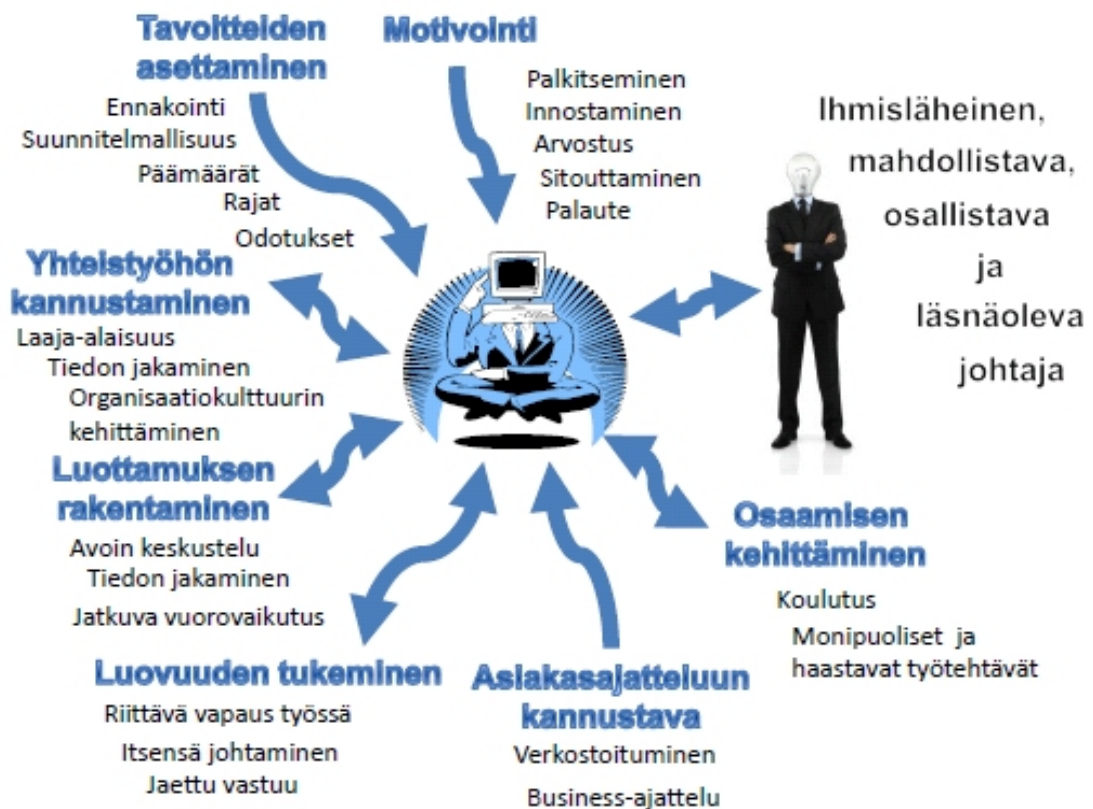 Tavoitteiden
asettaminen
Ennakointi
Suunnitelmallisuus
Päämäärät
Rajat
Odotukset
Motivointi
Palkitseminen
Innostaminen
Arvostus
Sitouttaminen
Palaute
Ihmisläheinen,
mahdollistava,
osallistava
ja
läsnäoleva
johtaja
Yhteistyöhön
kannustaminen
Laaja-alaisuus
Tiedon jakaminen
Organisaatiokulttuurin
kehittäminen
Luottamuksen
rakentaminen
Avoin keskustelu
Tiedon jakaminen
Jatkuva vuorovaikutus
Luovuuden tukeminen
Riittävä vapaus työssä
Itsensä johtaminen
Jaettu vastuu
Asiakasajatteluun
kannustava
Verkostoituminen
Business-ajattelu
Osaamisen
kehittäminen
Koulutus
Monipuoliset ja
haastavat työtehtävät